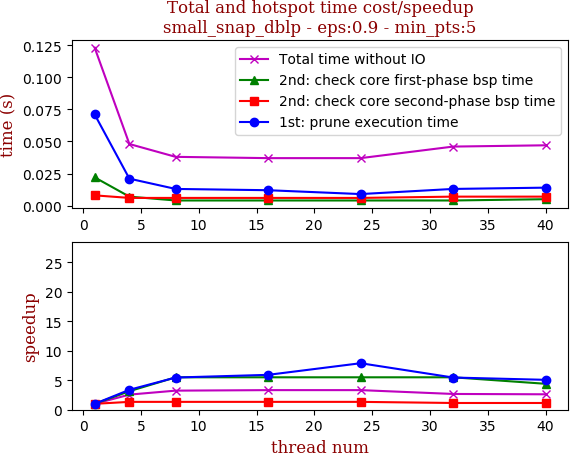 Total and hotspot time cost/speedup
small_snap_dblp - eps:0.9 - min_pts:5
time (s)
0.125
0.100
0.075
0.050
0.025
0.000
Total time without IO
2nd: check core first-phase bsp time
2nd: check core second-phase bsp time
1st: prune execution time
0 5 10 15 20 25 30 35 40
speedup
25
20
15
10
5
0
0 5 10 15 20 25 30 35 40
thread num